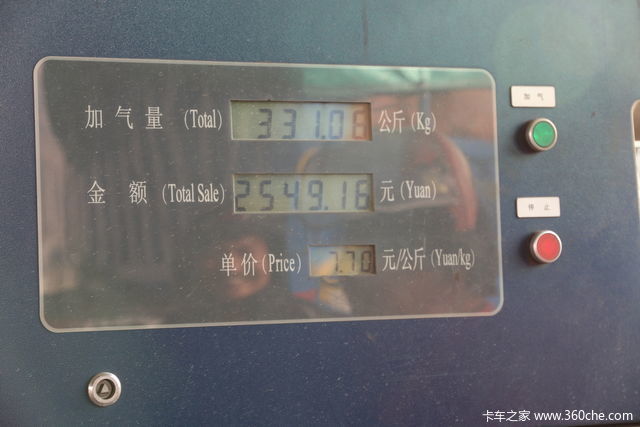 加气
加气量 (Total) 331.06 公斤 (Kg)
金额 (Total Sale) 2549.16 元 (Yuan)
停止
单价 (Price) 7.70 元/公斤 (Yuan/kg)
卡车之家 www.360che.com